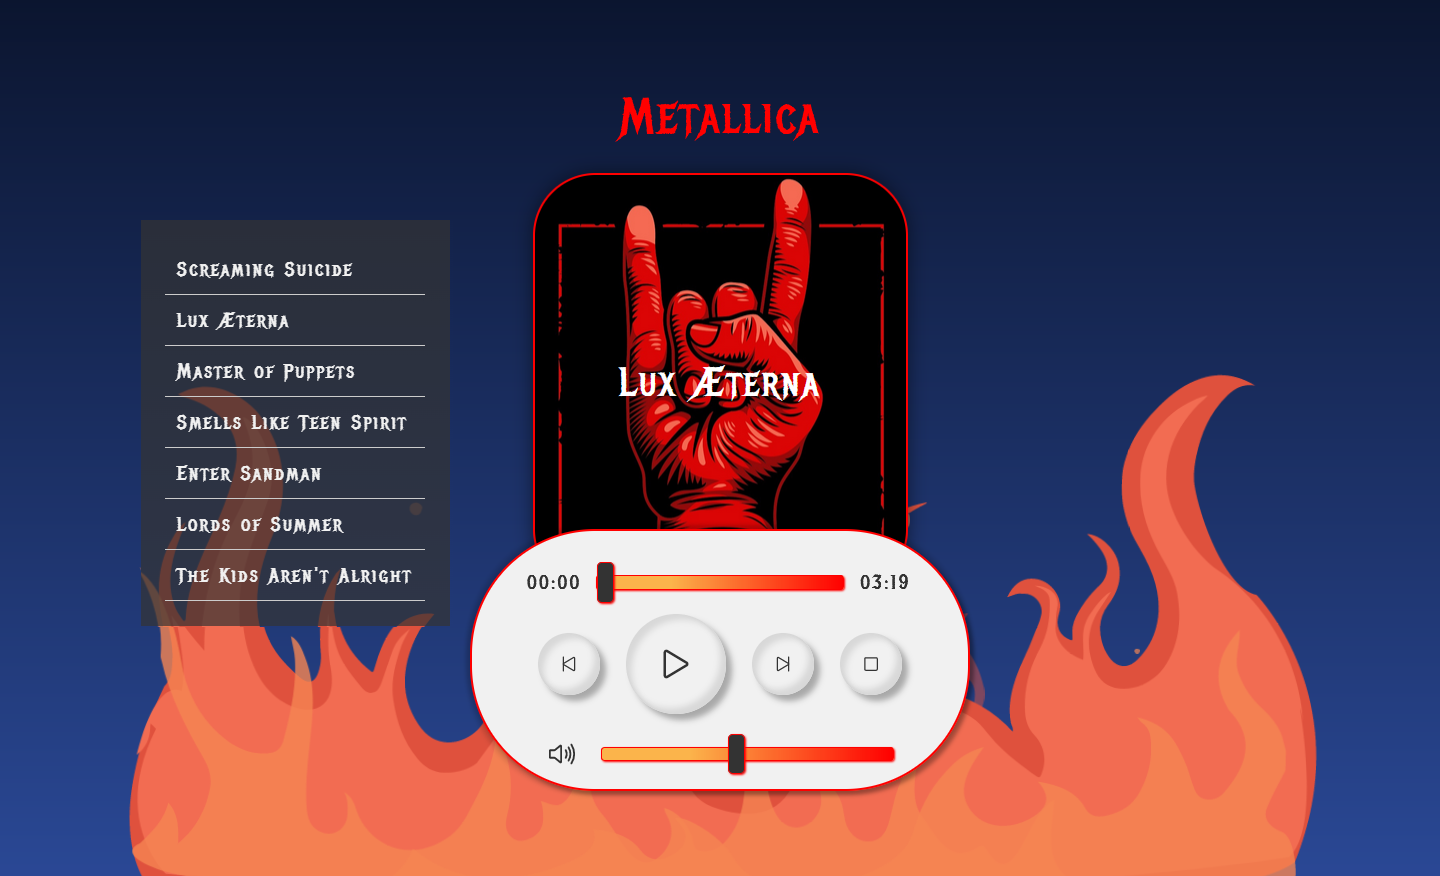 Metallica
Screaming Suicide
Lux Æterna
Master of Puppets
Smells Like Teen Spirit
Enter Sandman
Lords of Summer
The Kids Aren't Alright
Lux Æterna
00:00
03:19